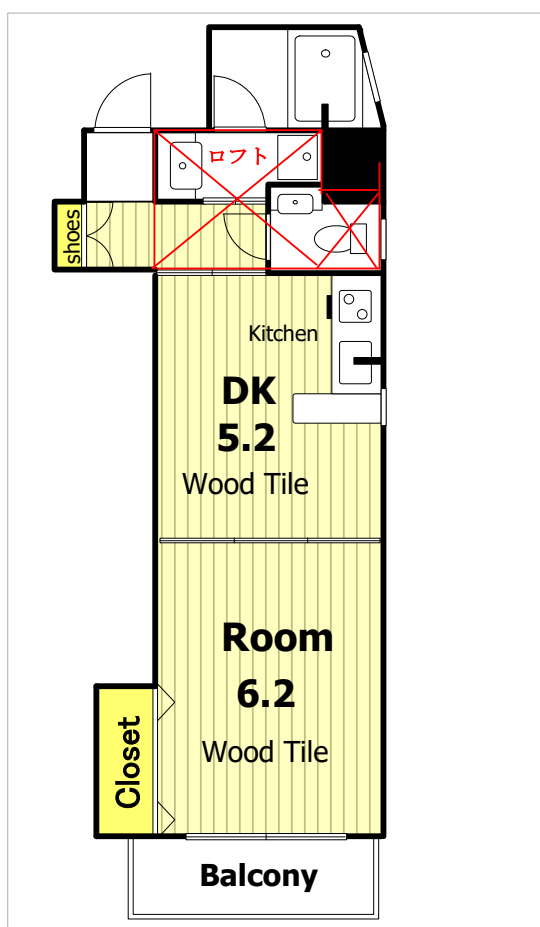 ロフト
shoes
Kitchen
DK
5.2
Wood Tile
Room
6.2
Wood Tile
Closet
Balcony